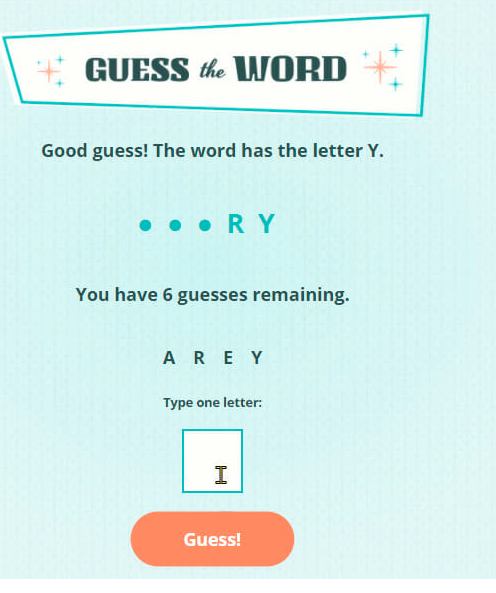 GUESS the WORD
Good guess! The word has the letter Y.
● ● ● R Y
You have 6 guesses remaining.
A R E Y
Type one letter:
Guess!